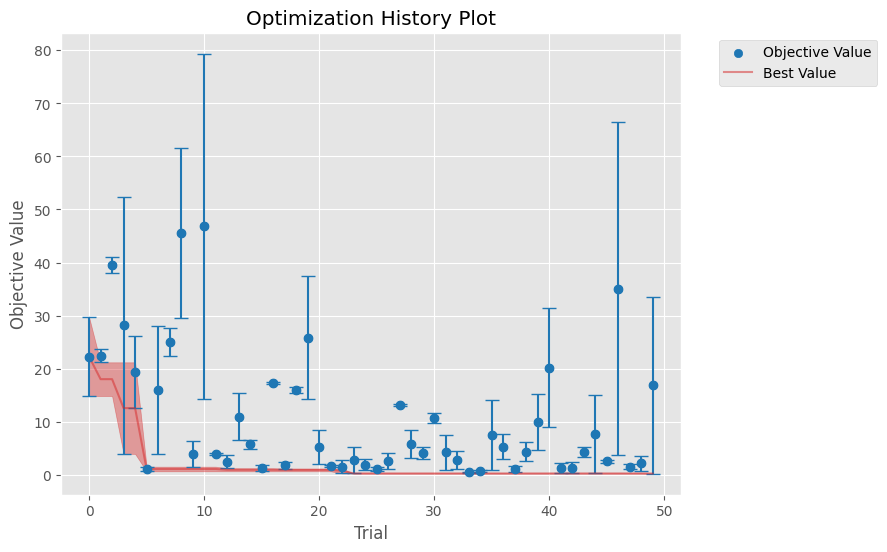 Optimization History Plot
Objective Value
Best Value
Objective Value
80
70
60
50
40
30
20
10
0
0 10 20 30 40 50
Trial